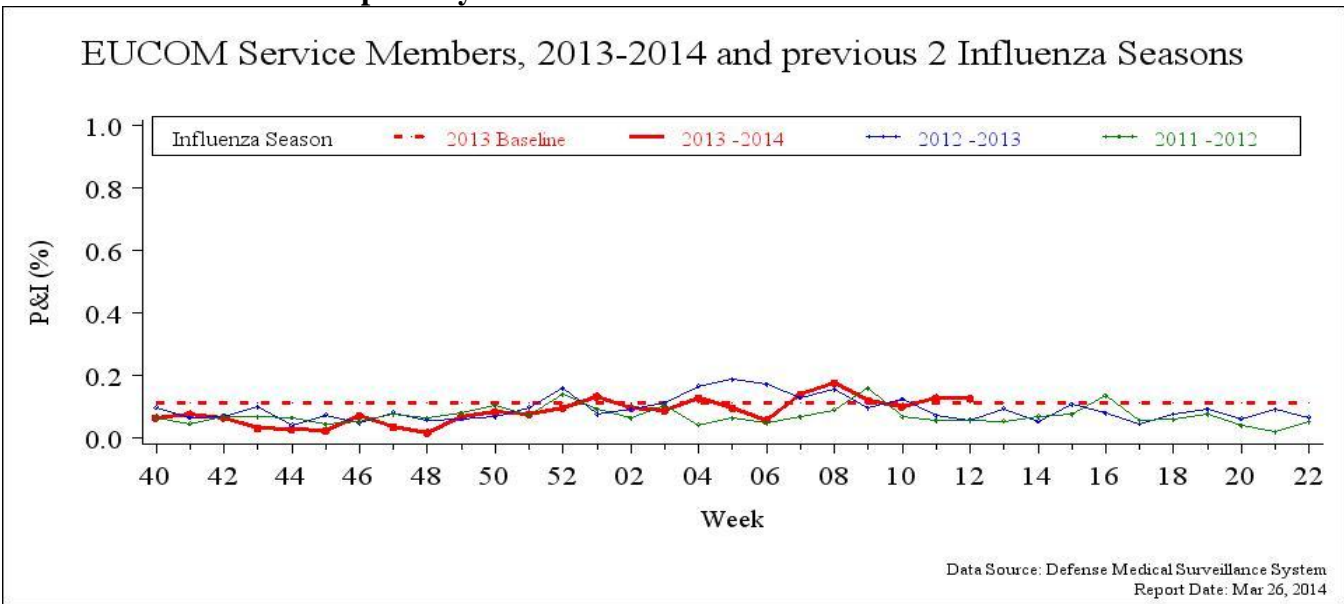 EUCOM Service Members, 2013-2014 and previous 2 Influenza Seasons
Influenza Season 2013 Baseline 2013 -2014 2012 -2013 2011 -2012
1.0
0.8
0.6
0.4
0.2
0.0
P&I (%)
40 42 44 46 48 50 52 02 04 06 08 10 12 14 16 18 20 22
Week
Data Source: Defense Medical Surveillance System
Report Date: Mar 26, 2014